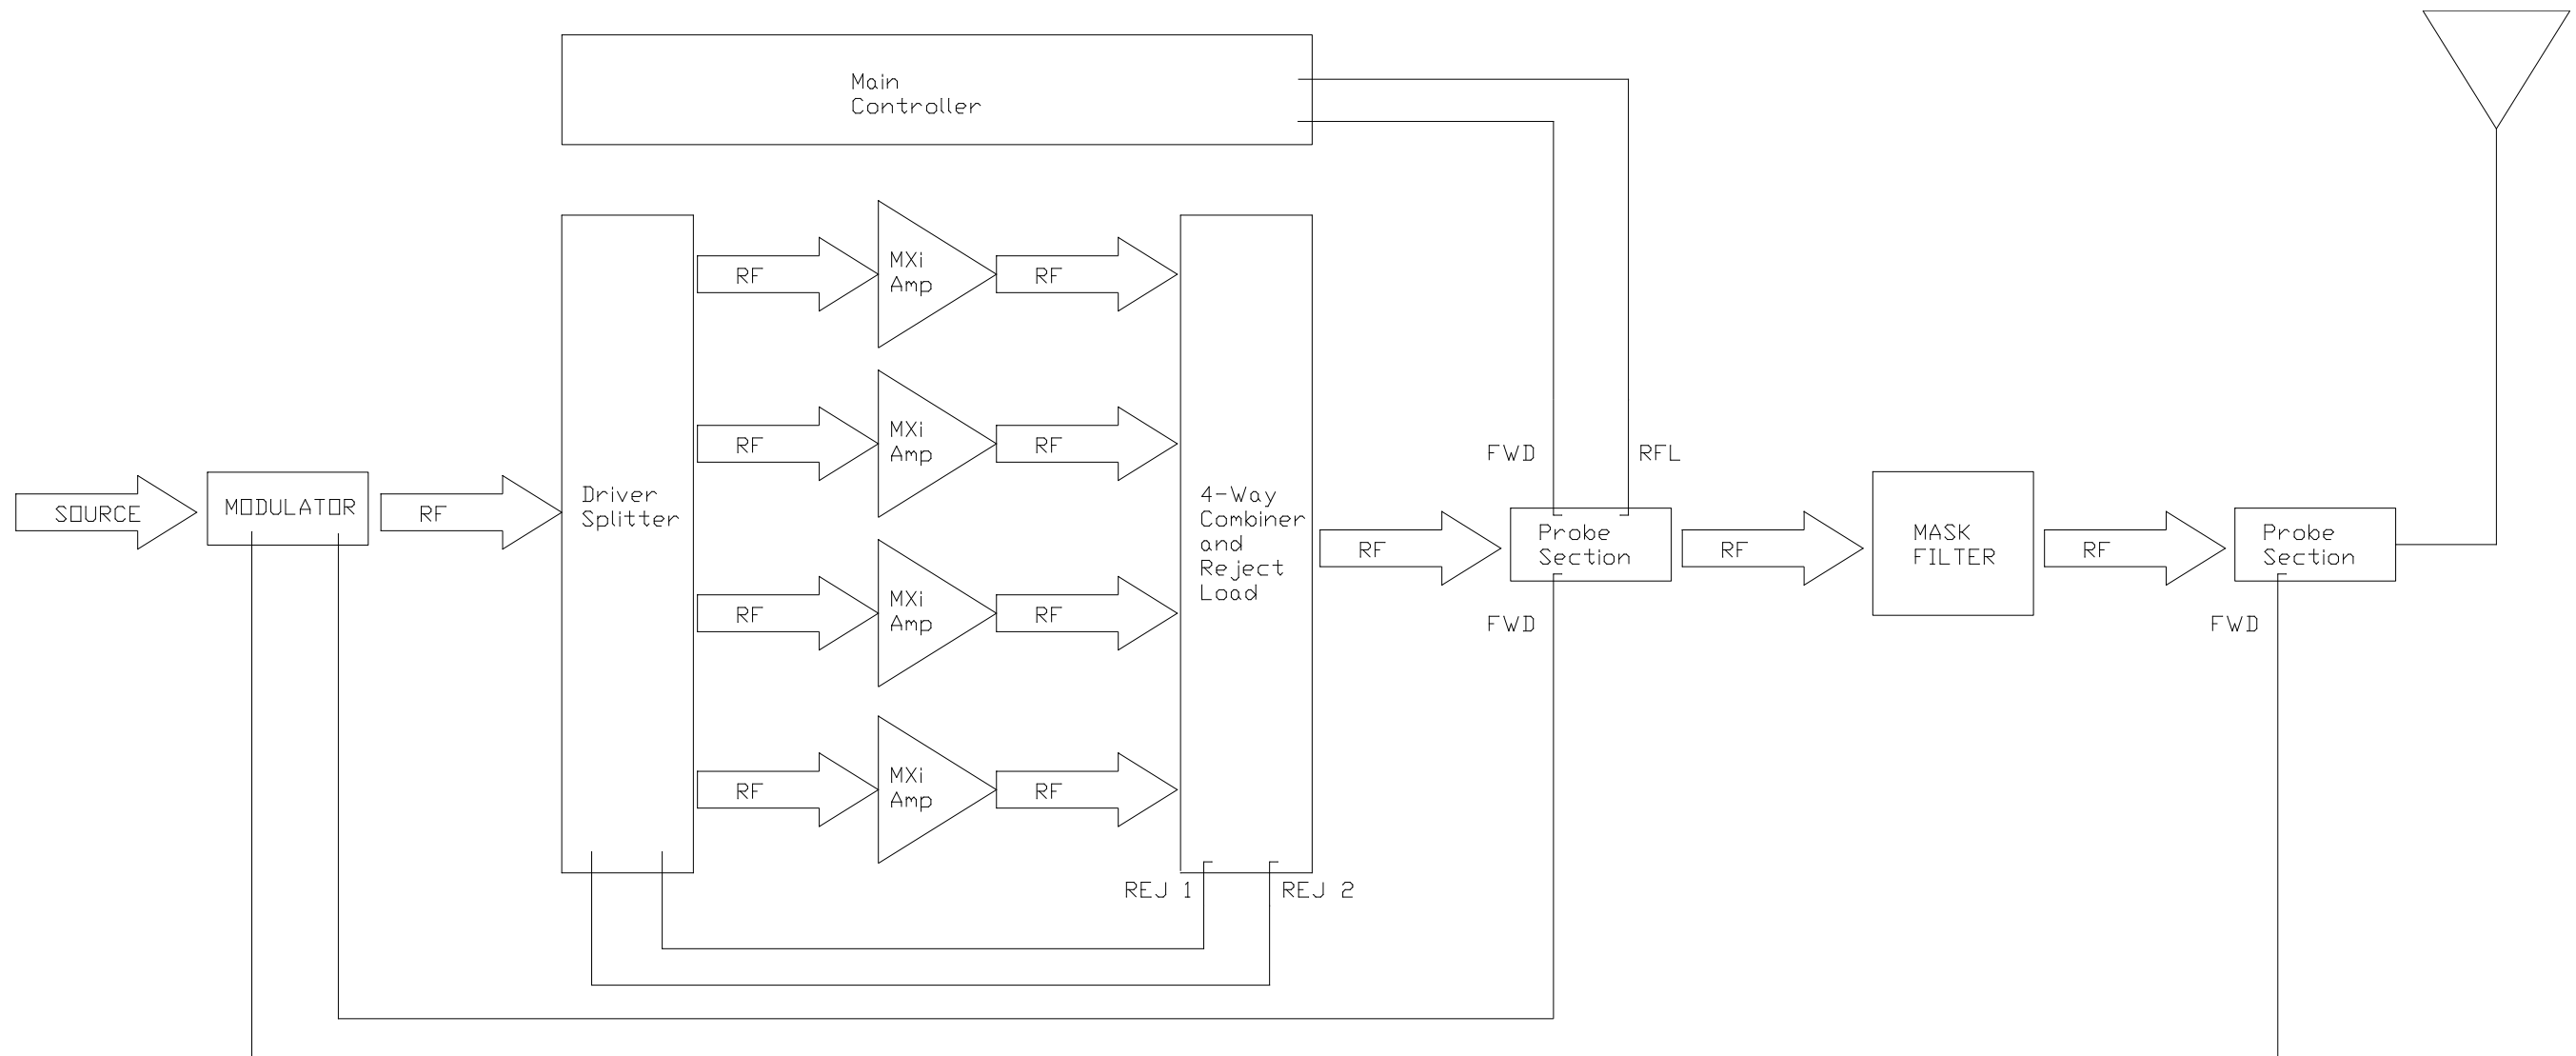 Main
Controller
RF
MXi
Amp
RF
RF
MXi
Amp
RF
FWD
RFL
SOURCE
MODULATOR
RF
Driver
Splitter
4-Way
Combiner
and
Reject
Load
RF
Probe
Section
RF
MASK
FILTER
RF
Probe
Section
RF
MXi
Amp
RF
FWD
FWD
RF
MXi
Amp
RF
REJ 1
REJ 2